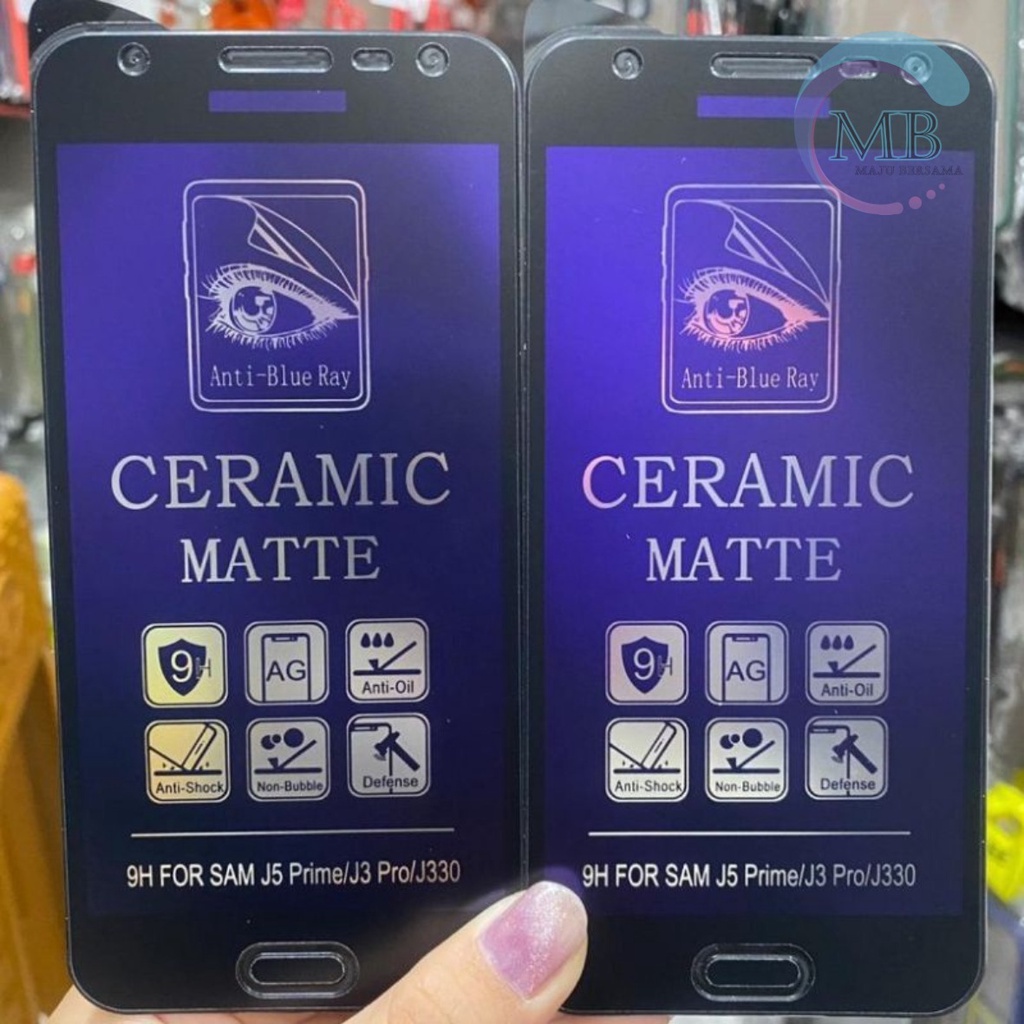 MB
MAJU BERSAMA
Anti-Blue Ray
CERAMIC
MATTE
9H
AG
Anti-Oil
Anti-Shock
Non-Bubble
Defense
9H FOR SAM J5 Prime/J3 Pro/J330
Anti-Blue Ray
CERAMIC
MATTE
9H
AG
Anti-Oil
Anti-Shock
Non-Bubble
Defense
9H FOR SAM J5 Prime/J3 Pro/J330